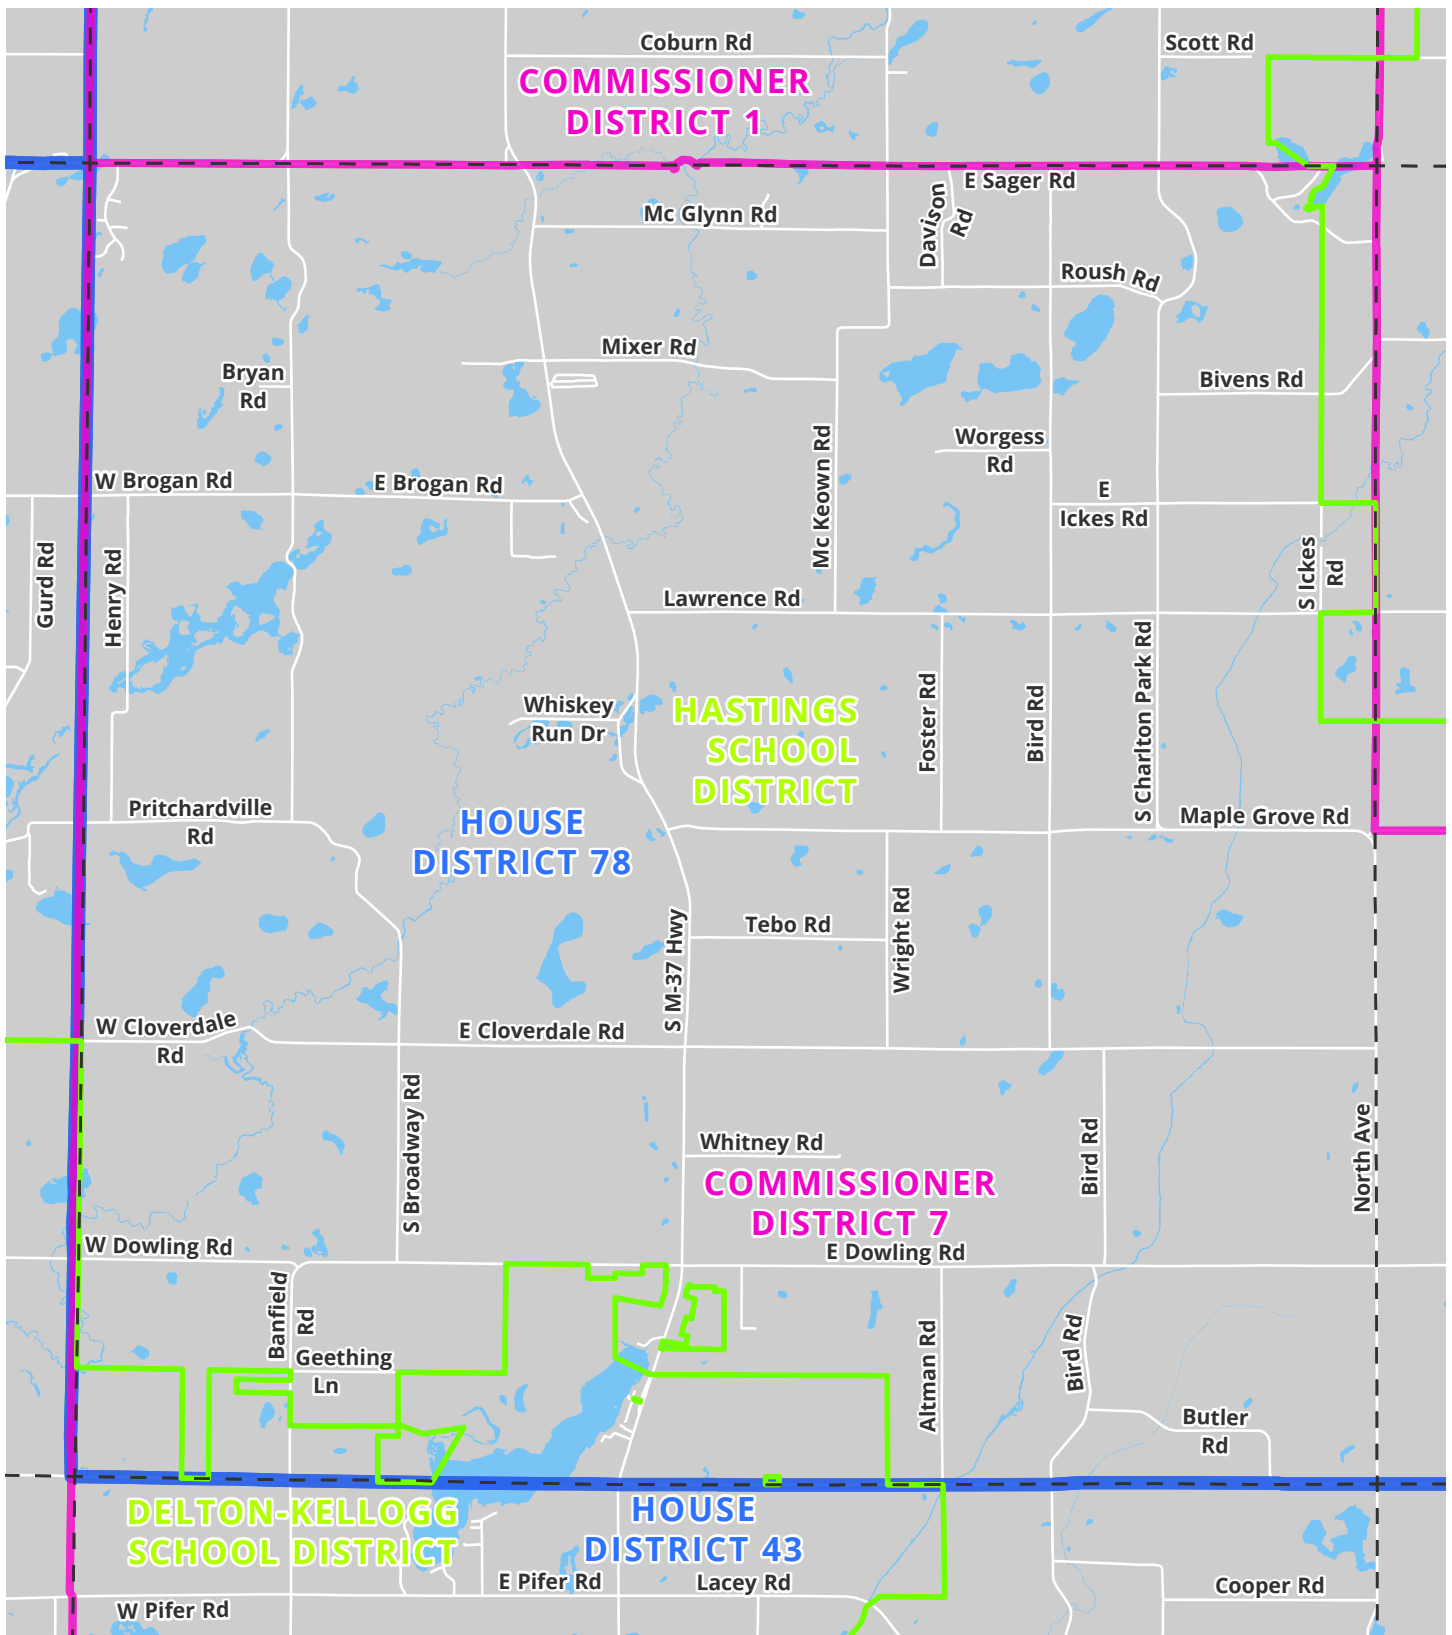 Coburn Rd
Scott Rd
COMMISSIONER
DISTRICT 1
E Sager Rd
Mc Glynn Rd
Davison
Rd
Roush Rd
Mixer Rd
Bryan
Rd
Bivens Rd
Mc Keown Rd
Worgess
Rd
W Brogan Rd
E Brogan Rd
E
Ickes Rd
Gurd Rd
Henry Rd
S Ickes
Rd
Lawrence Rd
Foster Rd
Bird Rd
S Charlton Park Rd
Whiskey
Run Dr
HASTINGS
SCHOOL
DISTRICT
Pritchardville
Rd
HOUSE
DISTRICT 78
Maple Grove Rd
S M-37 Hwy
Tebo Rd
Wright Rd
W Cloverdale
Rd
E Cloverdale Rd
S Broadway Rd
Whitney Rd
Bird Rd
North Ave
COMMISSIONER
DISTRICT 7
W Dowling Rd
E Dowling Rd
Banfield
Rd
Geething
Ln
Altman Rd
Bird Rd
Butler
Rd
DELTON-KELLOGG
SCHOOL DISTRICT
HOUSE
DISTRICT 43
E Pifer Rd
Lacey Rd
Cooper Rd
W Pifer Rd